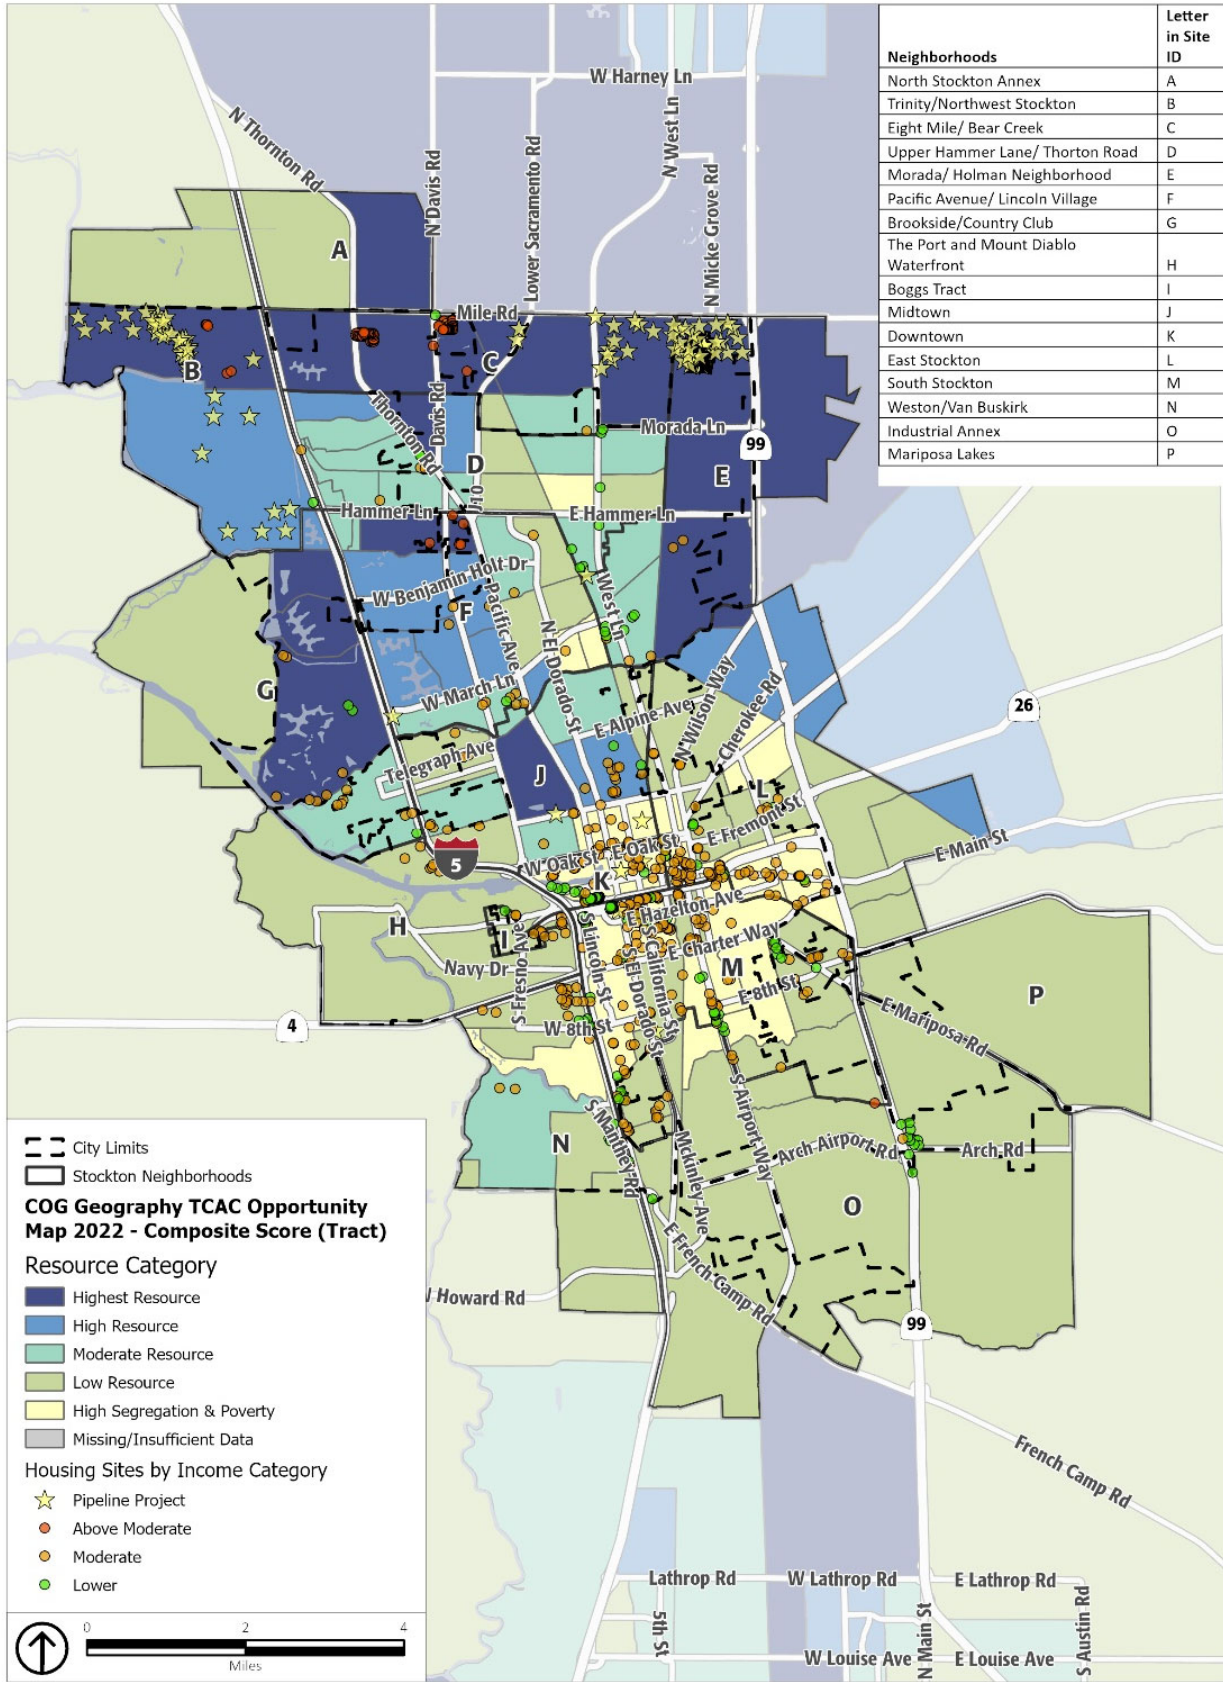 Neighborhoods Letter in Site ID
North Stockton Annex A
Trinity/Northwest Stockton B
Eight Mile/ Bear Creek C
Upper Hammer Lane/ Thorton Road D
Morada/ Holman Neighborhood E
Pacific Avenue/ Lincoln Village F
Brookside/Country Club G
The Port and Mount Diablo
Waterfront H
Boggs Tract I
Midtown J
Downtown K
East Stockton L
South Stockton M
Weston/Van Buskirk N
Industrial Annex O
Mariposa Lakes P
W Harney Ln
N Thornton Rd
N Davis Rd
Lower Sacramento Rd
N West Ln
N Micke Grove Rd
A
Mile Rd
B
C
Thornton Rd
Davis Rd
Morada Ln
99
D
E
J10
Hammer Ln
E Hammer Ln
W Benjamin Holt Dr
F
Pacific Ave
N El Dorado St
West Ln
G
W March Ln
N Wilson Way
Cherokee Rd
26
E Alpine Ave
Telegraph Ave
J
L
E Fremont St
E Main St
5
W Oak St
E Oak St
K
E Hazelton Ave
H
I
S Fresno Ave
Navy Dr
S Lincoln St
S El Dorado St
S California St
E Charter Way
M
E 8th St
P
4
W 8th St
E Mariposa Rd
S Airport Way
N
S Manthey Rd
Mckinley Ave
Arch-Airport Rd
Arch Rd
O
E French Camp Rd
Howard Rd
99
French Camp Rd
Lathrop Rd
W Lathrop Rd
E Lathrop Rd
5th St
N Main St
S Austin Rd
W Louise Ave
E Louise Ave
City Limits
Stockton Neighborhoods
COG Geography TCAC Opportunity
Map 2022 - Composite Score (Tract)
Resource Category
Highest Resource
High Resource
Moderate Resource
Low Resource
High Segregation & Poverty
Missing/Insufficient Data
Housing Sites by Income Category
Pipeline Project
Above Moderate
Moderate
Lower
0 2 4
Miles